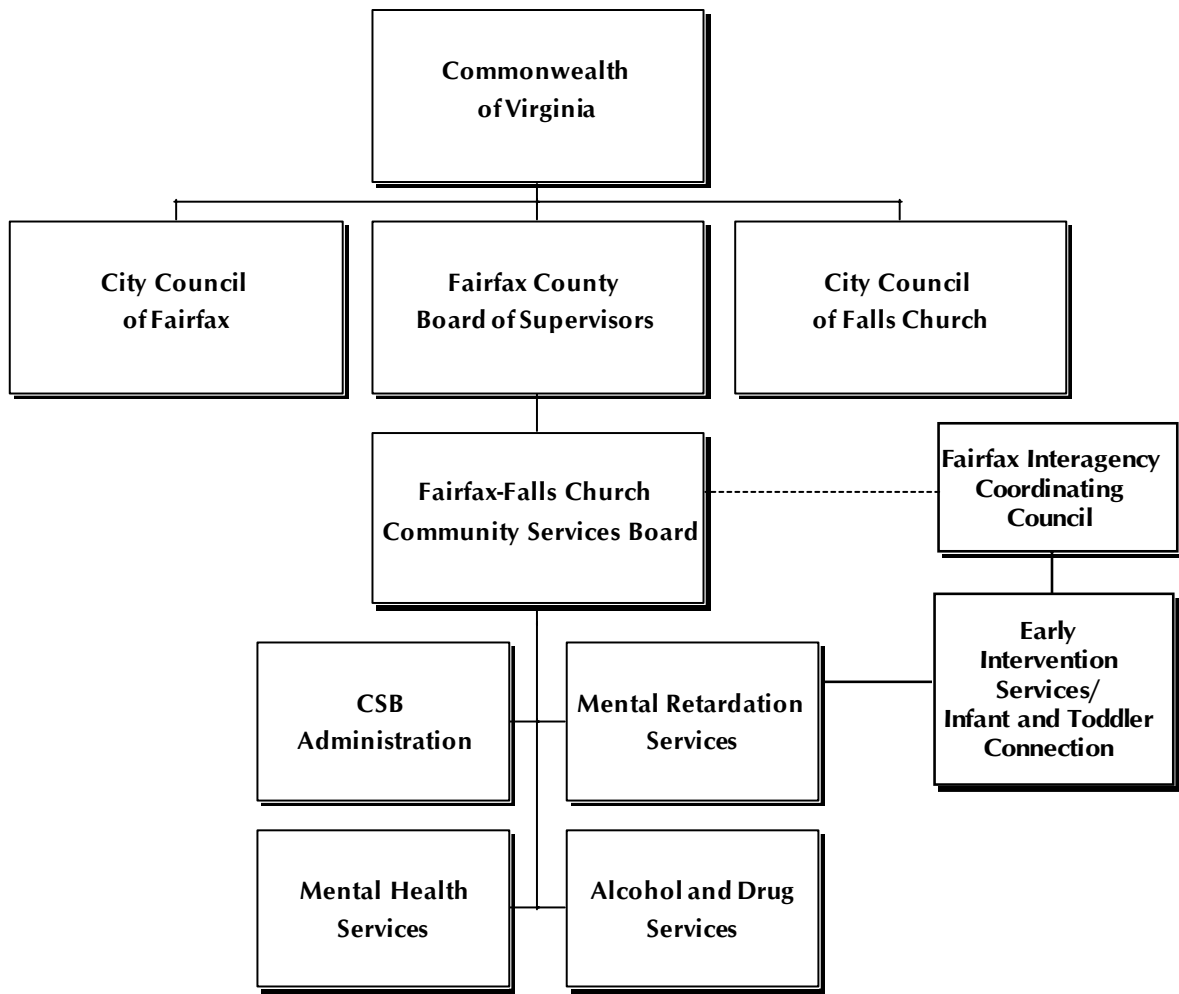 Commonwealth
of Virginia
City Council
of Fairfax
Fairfax County
Board of Supervisors
City Council
of Falls Church
Fairfax-Falls Church
Community Services Board
Fairfax Interagency
Coordinating
Council
CSB
Administration
Mental Retardation
Services
Early
Intervention
Services/
Infant and Toddler
Connection
Mental Health
Services
Alcohol and Drug
Services